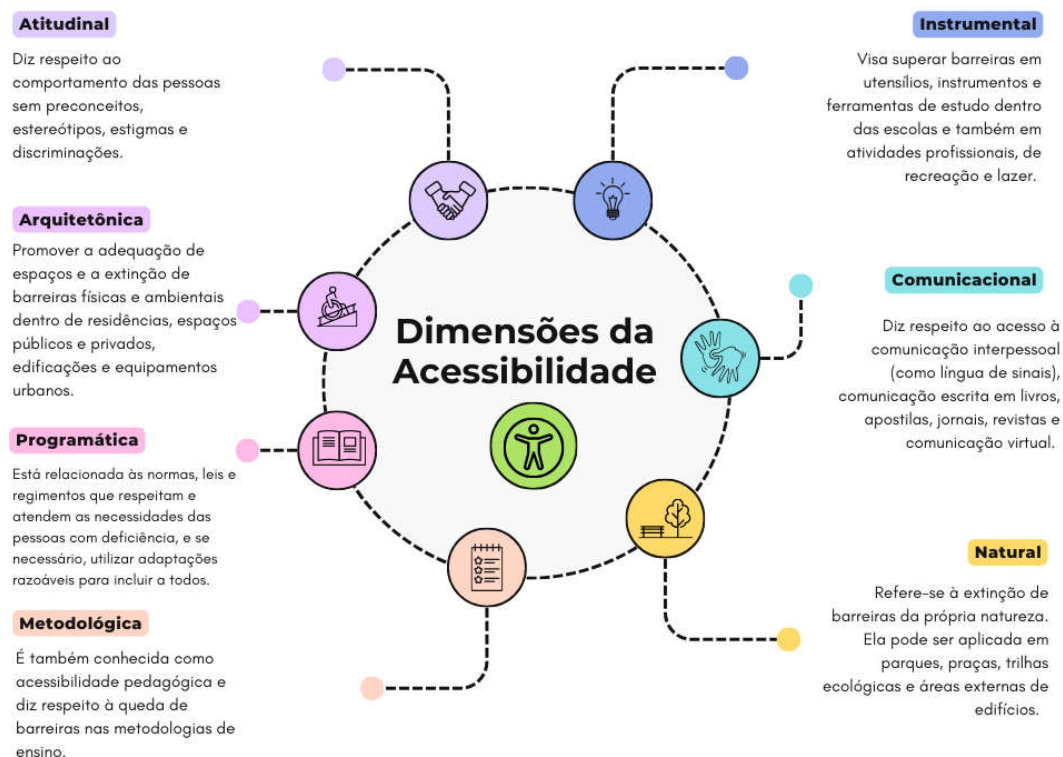 Atitudinal
Diz respeito ao
comportamento das pessoas
sem preconceitos,
estereótipos, estigmas e
discriminações.
Arquitetônica
Promover a adequação de
espaços e a extinção de
barreiras físicas e ambientais
dentro de residências, espaços
públicos e privados,
edificações e equipamentos
urbanos.
Programática
Está relacionada às normas, leis e
regimentos que respeitam e
atendem as necessidades das
pessoas com deficiência, e se
necessário, utilizar adaptações
razoáveis para incluir a todos.
Metodológica
É também conhecida como
acessibilidade pedagógica e
diz respeito à queda de
barreiras nas metodologias de
ensino.
Dimensões da
Acessibilidade
Instrumental
Visa superar barreiras em
utensílios, instrumentos e
ferramentas de estudo dentro
das escolas e também em
atividades profissionais, de
recreação e lazer.
Comunicacional
Diz respeito ao acesso à
comunicação interpessoal
(como língua de sinais),
comunicação escrita em livros,
apostilas, jornais, revistas e
comunicação virtual.
Natural
Refere-se à extinção de
barreiras da própria natureza.
Ela pode ser aplicada em
parques, praças, trilhas
ecológicas e áreas externas de
edifícios.